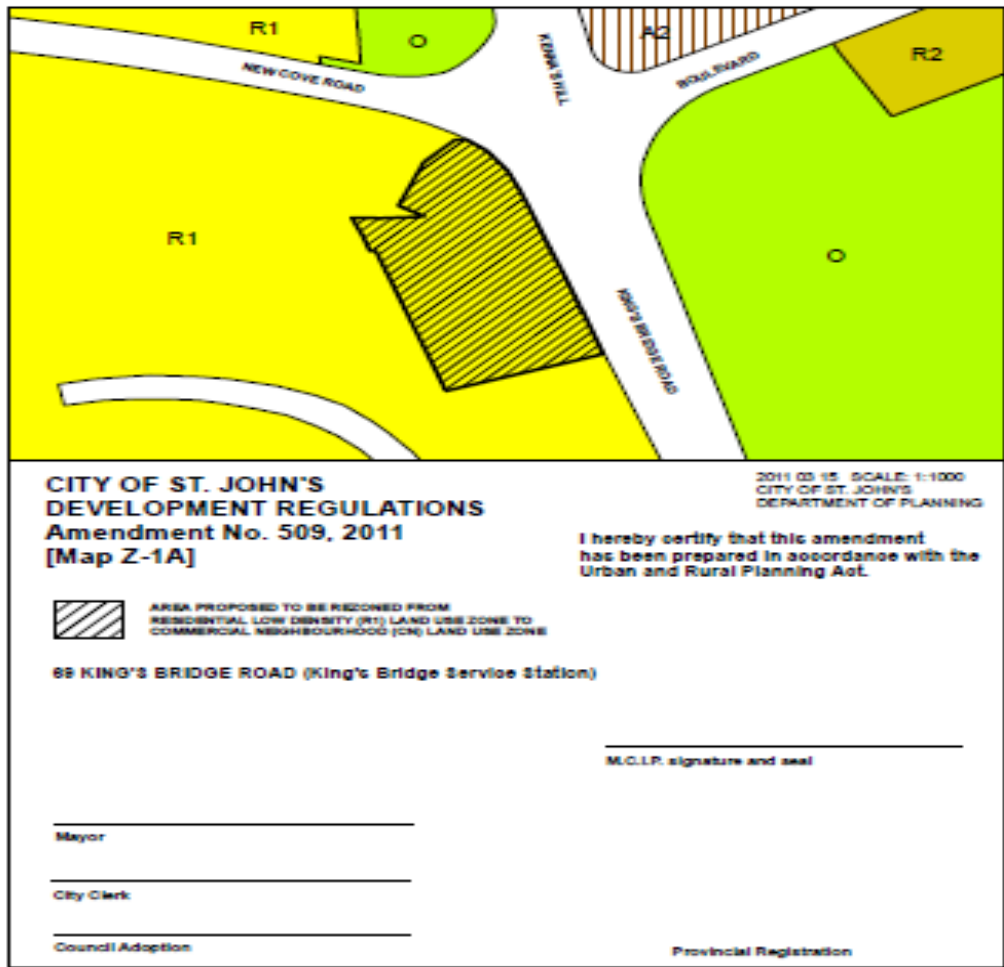 R1
O
A2
R2
NEW COVE ROAD
KENNA'S HILL
BOULEVARD
R1
O
KING'S BRIDGE ROAD
CITY OF ST. JOHN'S
DEVELOPMENT REGULATIONS
Amendment No. 509, 2011
[Map Z-1A]
2011 03 15 SCALE: 1:1000
CITY OF ST. JOHN'S
DEPARTMENT OF PLANNING
I hereby certify that this amendment
has been prepared in accordance with the
Urban and Rural Planning Act.
AREA PROPOSED TO BE REZONED FROM
RESIDENTIAL LOW DENSITY (R1) LAND USE ZONE TO
COMMERCIAL NEIGHBOURHOOD (CN) LAND USE ZONE
69 KING'S BRIDGE ROAD (King's Bridge Service Station)
M.C.I.P. signature and seal
Mayor
City Clerk
Council Adoption
Provincial Registration